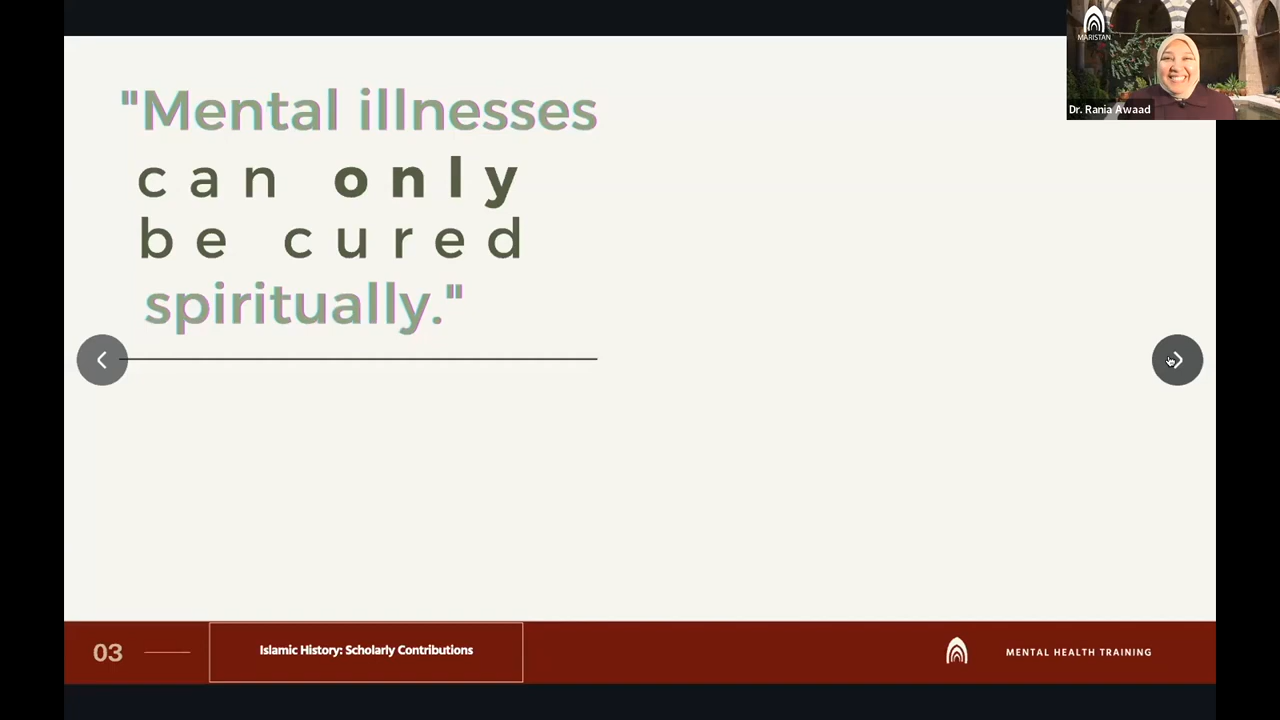 "Mental illnesses
can only
be cured
spiritually."
MARISTAN
Dr. Rania Awaad
03
Islamic History: Scholarly Contributions
MENTAL HEALTH TRAINING